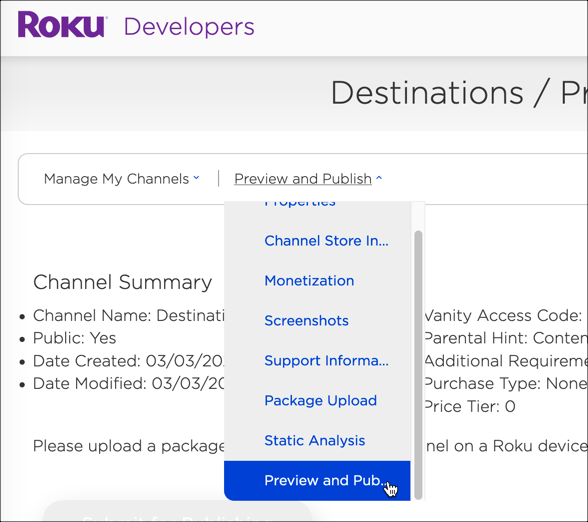 Roku Developers
Destinations / Pr
Manage My Channels Preview and Publish
Properties
Channel Store In...
Monetization
Screenshots
Support Informa...
Package Upload
Static Analysis
Preview and Pub...
Channel Summary
Channel Name: Destinati
Public: Yes
Date Created: 03/03/20
Date Modified: 03/03/20
Vanity Access Code:
Parental Hint: Conten
Additional Requireme
Purchase Type: None
Price Tier: 0
Please upload a package nel on a Roku device
Submit for Publishing